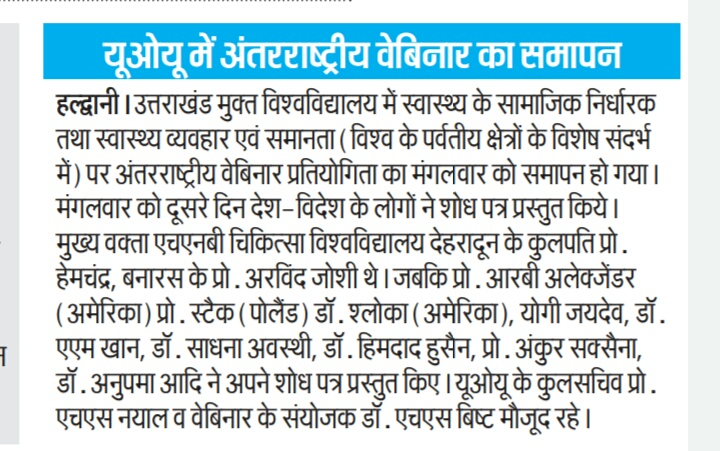 यूओयू में अंतरराष्ट्रीय वेबिनार का समापन
हल्द्वानी। उत्तराखंड मुक्त विश्वविद्यालय में स्वास्थ्य के सामाजिक निर्धारक
तथा स्वास्थ्य व्यवहार एवं समानता (विश्व के पर्वतीय क्षेत्रों के विशेष संदर्भ
में) पर अंतरराष्ट्रीय वेबिनार प्रतियोगिता का मंगलवार को समापन हो गया।
मंगलवार को दूसरे दिन देश-विदेश के लोगों ने शोध पत्र प्रस्तुत किये।
मुख्य वक्ता एचएनबी चिकित्सा विश्वविद्यालय देहरादून के कुलपति प्रो.
हेमचंद्र, बनारस के प्रो. अरविंद जोशी थे। जबकि प्रो. आरबी अलेक्जेंडर
(अमेरिका) प्रो. स्टैक (पोलैंड) डॉ. श्लोका (अमेरिका), योगी जयदेव, डॉ.
एएम खान, डॉ. साधना अवस्थी, डॉ. हिमदाद हुसैन, प्रो. अंकुर सक्सैना,
डॉ. अनुपमा आदि ने अपने शोध पत्र प्रस्तुत किए। यूओयू के कुलसचिव प्रो.
एचएस नयाल व वेबिनार के संयोजक डॉ. एचएस बिष्ट मौजूद रहे।